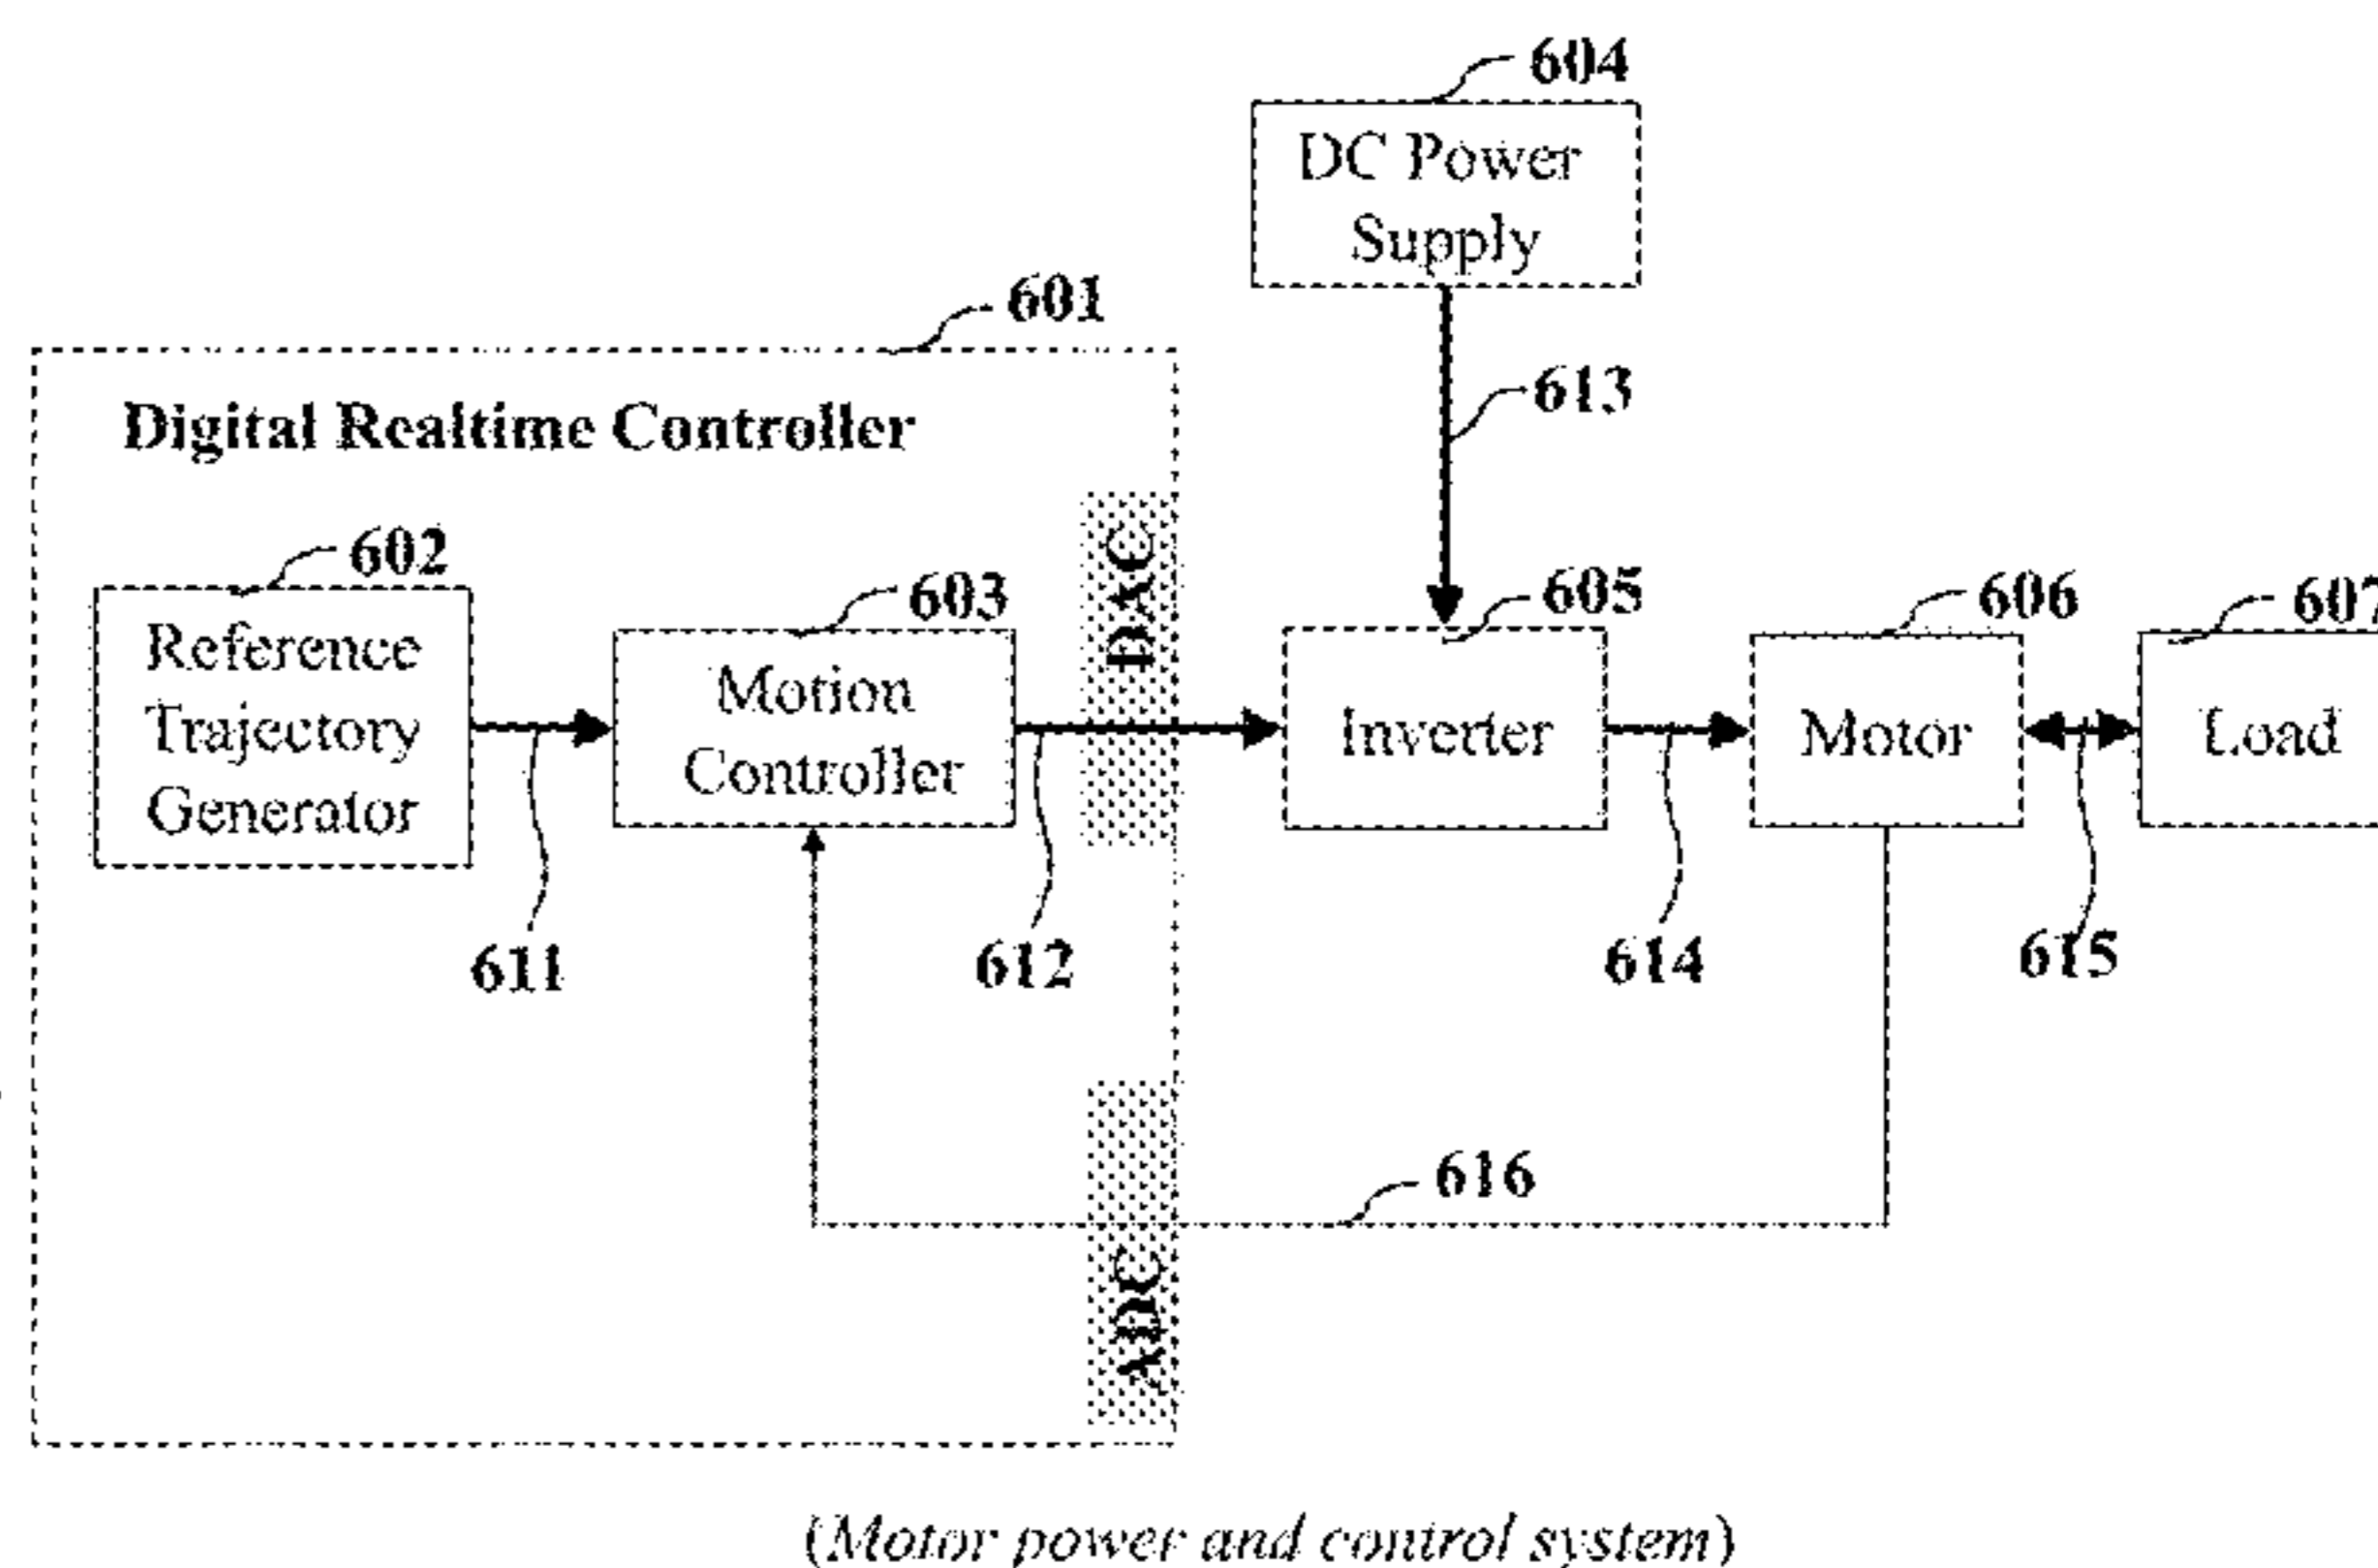 604
DC Power
Supply
601
613
Digital Realtime Controller
602
603
DAC
605
606
607
Reference
Trajectory
Generator
Motion
Controller
Inverter
Motor
Load
611
612
614
615
616
ADC
(Motor power and control system)